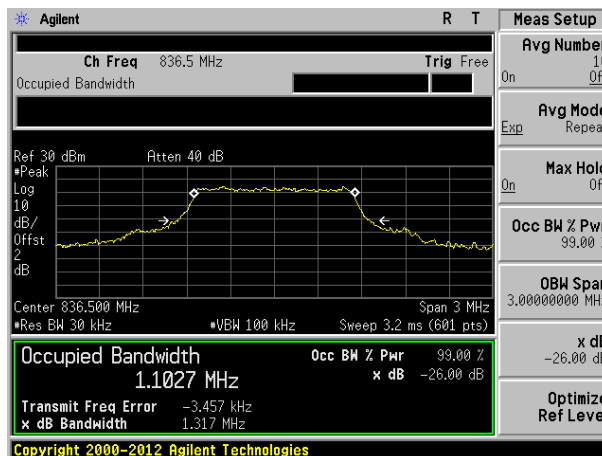 Agilent R T Meas Setup
Ch Freq 836.5 MHz Trig Free
Occupied Bandwidth
Ref 30 dBm Atten 40 dB
#Peak
Log
10
dB/
Offst
2
dB
Center 836.500 MHz Span 3 MHz
#Res BW 30 kHz #VBW 100 kHz Sweep 3.2 ms (601 pts)
Occupied Bandwidth
1.1027 MHz
Occ BW % Pwr 99.00 %
x dB -26.00 dB
Transmit Freq Error -3.457 kHz
x dB Bandwidth 1.317 MHz
Copyright 2000-2012 Agilent Technologies
Avg Number
On
Avg Mode
Exp Repea
Max Hold
On Of
Occ BW % Pwr
99.00
OBW Span
3.00000000 MHz
x dB
-26.00 dB
Optimize
Ref Level